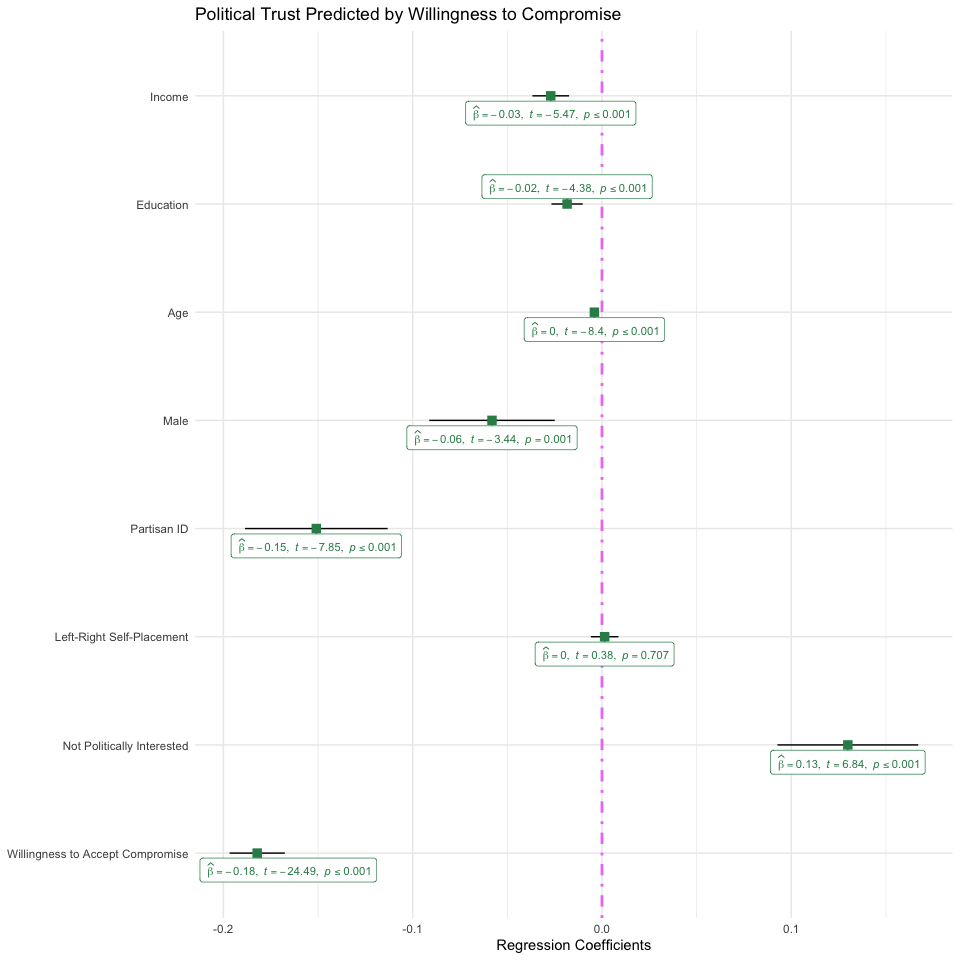 Political Trust Predicted by Willingness to Compromise
Income
β̂ = −0.03, t = −5.47, p ≤ 0.001
β̂ = −0.02, t = −4.38, p ≤ 0.001
Education
Age
β̂ = 0, t = −8.4, p ≤ 0.001
Male
β̂ = −0.06, t = −3.44, p = 0.001
Partisan ID
β̂ = −0.15, t = −7.85, p ≤ 0.001
Left-Right Self-Placement
β̂ = 0, t = 0.38, p = 0.707
Not Politically Interested
β̂ = 0.13, t = 6.84, p ≤ 0.001
Willingness to Accept Compromise
β̂ = −0.18, t = −24.49, p ≤ 0.001
-0.2 -0.1 0.0 0.1
Regression Coefficients